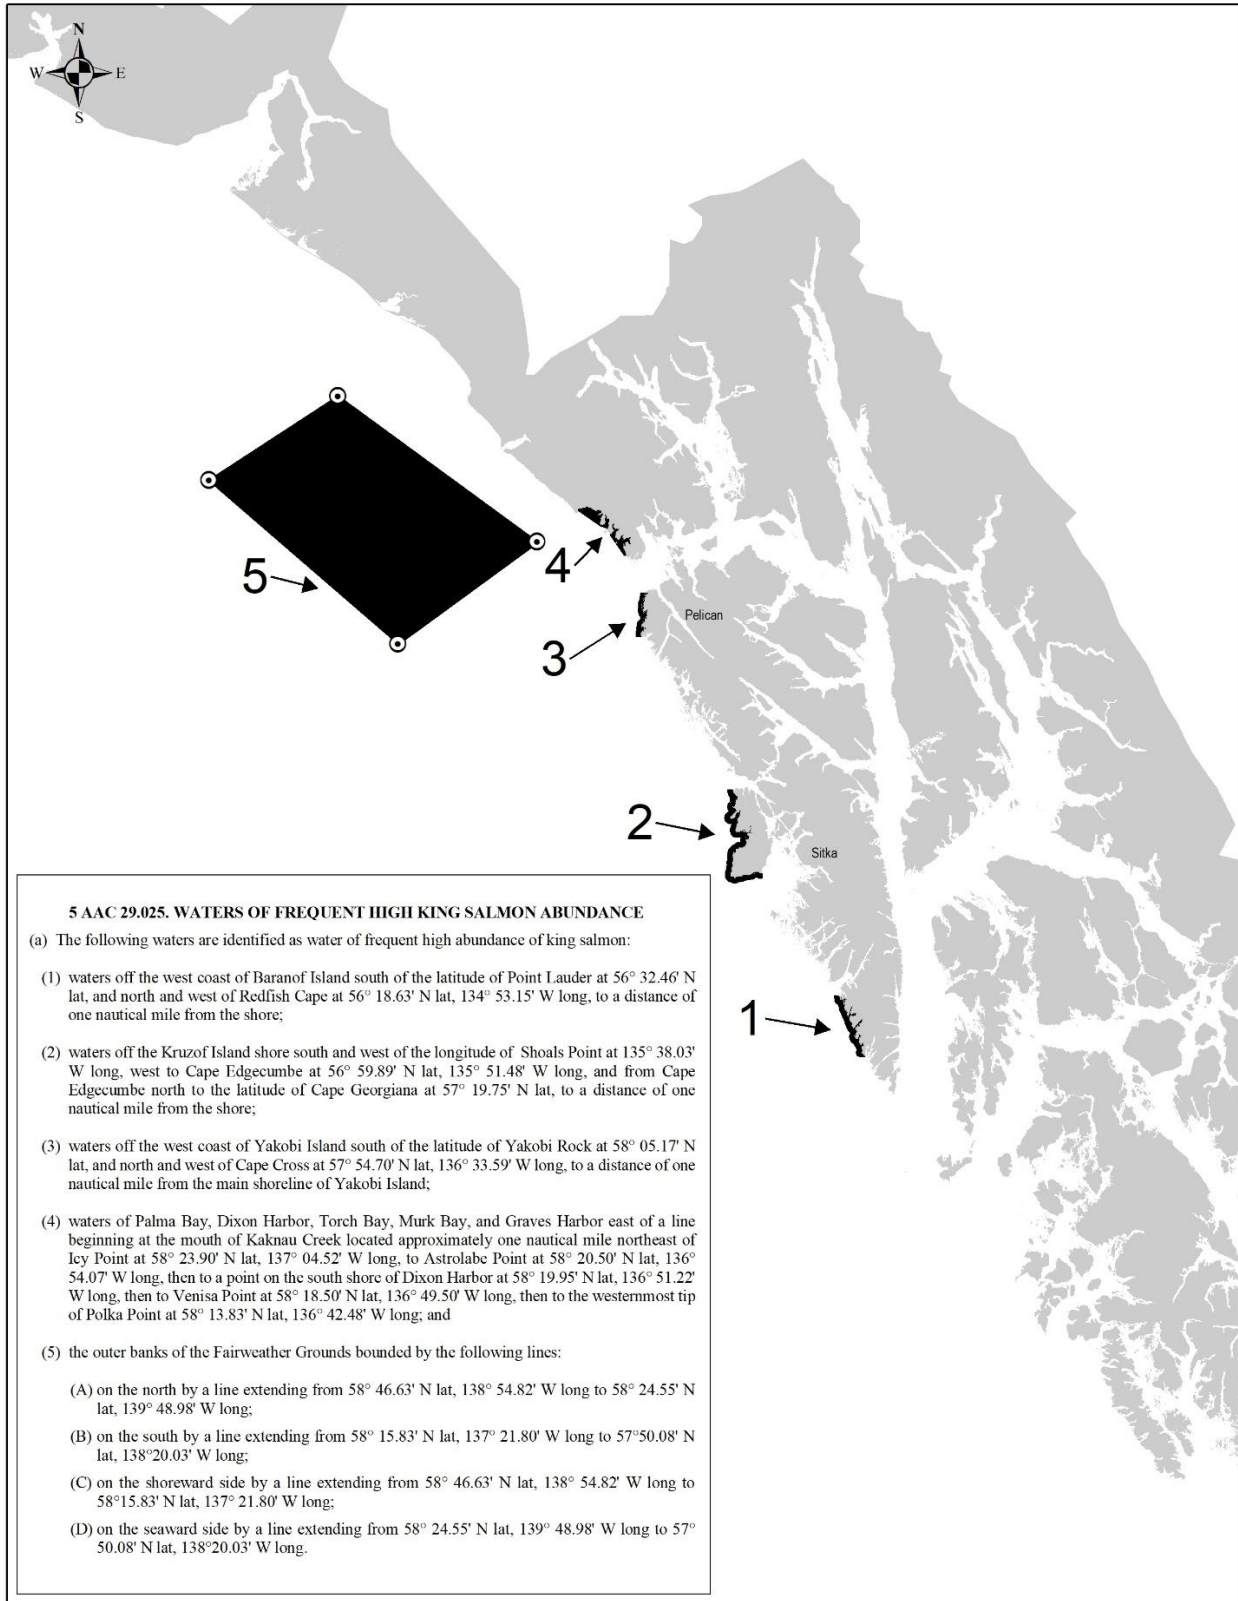 N
W E
S
5
4
3
Pelican
2
Sitka
1
5 AAC 29.025. WATERS OF FREQUENT HIGH KING SALMON ABUNDANCE
(a) The following waters are identified as water of frequent high abundance of king salmon:
(1) waters off the west coast of Baranof Island south of the latitude of Point Lauder at 56° 32.46' N
lat, and north and west of Redfish Cape at 56° 18.63' N lat, 134° 53.15' W long, to a distance of
one nautical mile from the shore;
(2) waters off the Kruzof Island shore south and west of the longitude of Shoals Point at 135° 38.03'
W long, west to Cape Edgecumbe at 56° 59.89' N lat, 135° 51.48' W long, and from Cape
Edgecumbe north to the latitude of Cape Georgiana at 57° 19.75' N lat, to a distance of one
nautical mile from the shore;
(3) waters off the west coast of Yakobi Island south of the latitude of Yakobi Rock at 58° 05.17' N
lat, and north and west of Cape Cross at 57° 54.70' N lat, 136° 33.59' W long, to a distance of one
nautical mile from the main shoreline of Yakobi Island;
(4) waters of Palma Bay, Dixon Harbor, Torch Bay, Murk Bay, and Graves Harbor east of a line
beginning at the mouth of Kaknau Creek located approximately one nautical mile northeast of
Icy Point at 58° 23.90' N lat, 137° 04.52' W long, to Astrolabe Point at 58° 20.50' N lat, 136°
54.07' W long, then to a point on the south shore of Dixon Harbor at 58° 19.95' N lat, 136° 51.22'
W long, then to Venisa Point at 58° 18.50' N lat, 136° 49.50' W long, then to the westernmost tip
of Polka Point at 58° 13.83' N lat, 136° 42.48' W long; and
(5) the outer banks of the Fairweather Grounds bounded by the following lines:
(A) on the north by a line extending from 58° 46.63' N lat, 138° 54.82' W long to 58° 24.55' N
lat, 139° 48.98' W long;
(B) on the south by a line extending from 58° 15.83' N lat, 137° 21.80' W long to 57°50.08' N
lat, 138°20.03' W long;
(C) on the shoreward side by a line extending from 58° 46.63' N lat, 138° 54.82' W long to
58°15.83' N lat, 137° 21.80' W long;
(D) on the seaward side by a line extending from 58° 24.55' N lat, 139° 48.98' W long to 57°
50.08' N lat, 138°20.03' W long.